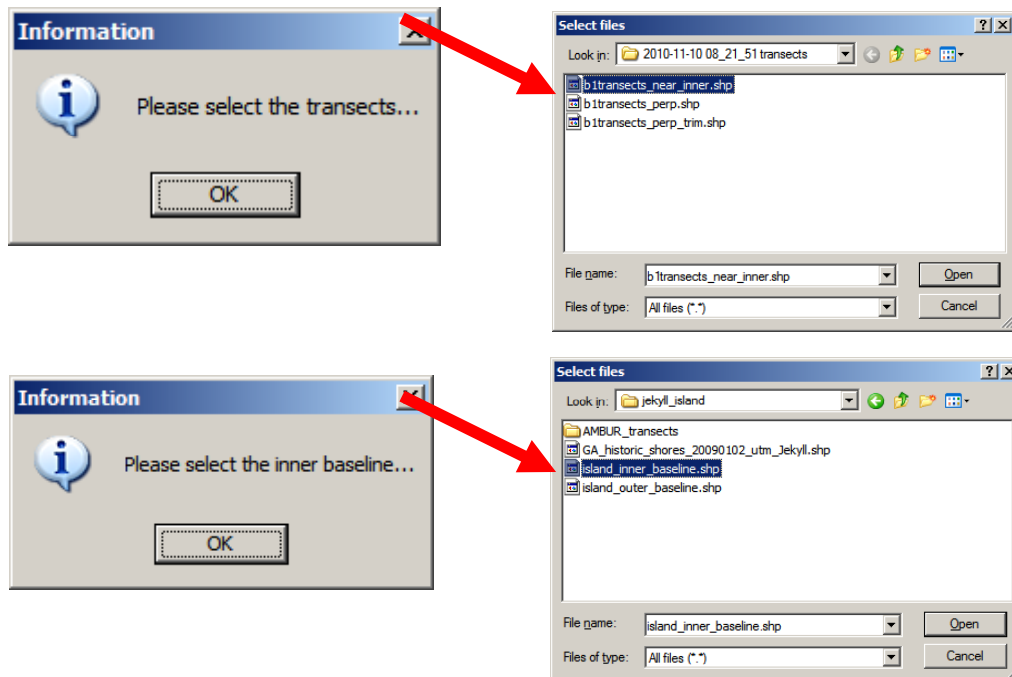 Information
Please select the transects...
OK
Select files
Look in: 2010-11-10 08_21_51 transects
b1transects_near_inner.shp
b1transects_perp.shp
b1transects_perp_trim.shp
File name: b1transects_near_inner.shp Open
Files of type: All files (*.*) Cancel
Information
Please select the inner baseline...
OK
Select files
Look in: jekyll_island
AMBUR_transects
GA_historic_shores_20090102_utm_Jekyll.shp
island_inner_baseline.shp
island_outer_baseline.shp
File name: island_inner_baseline.shp Open
Files of type: All files (*.*) Cancel